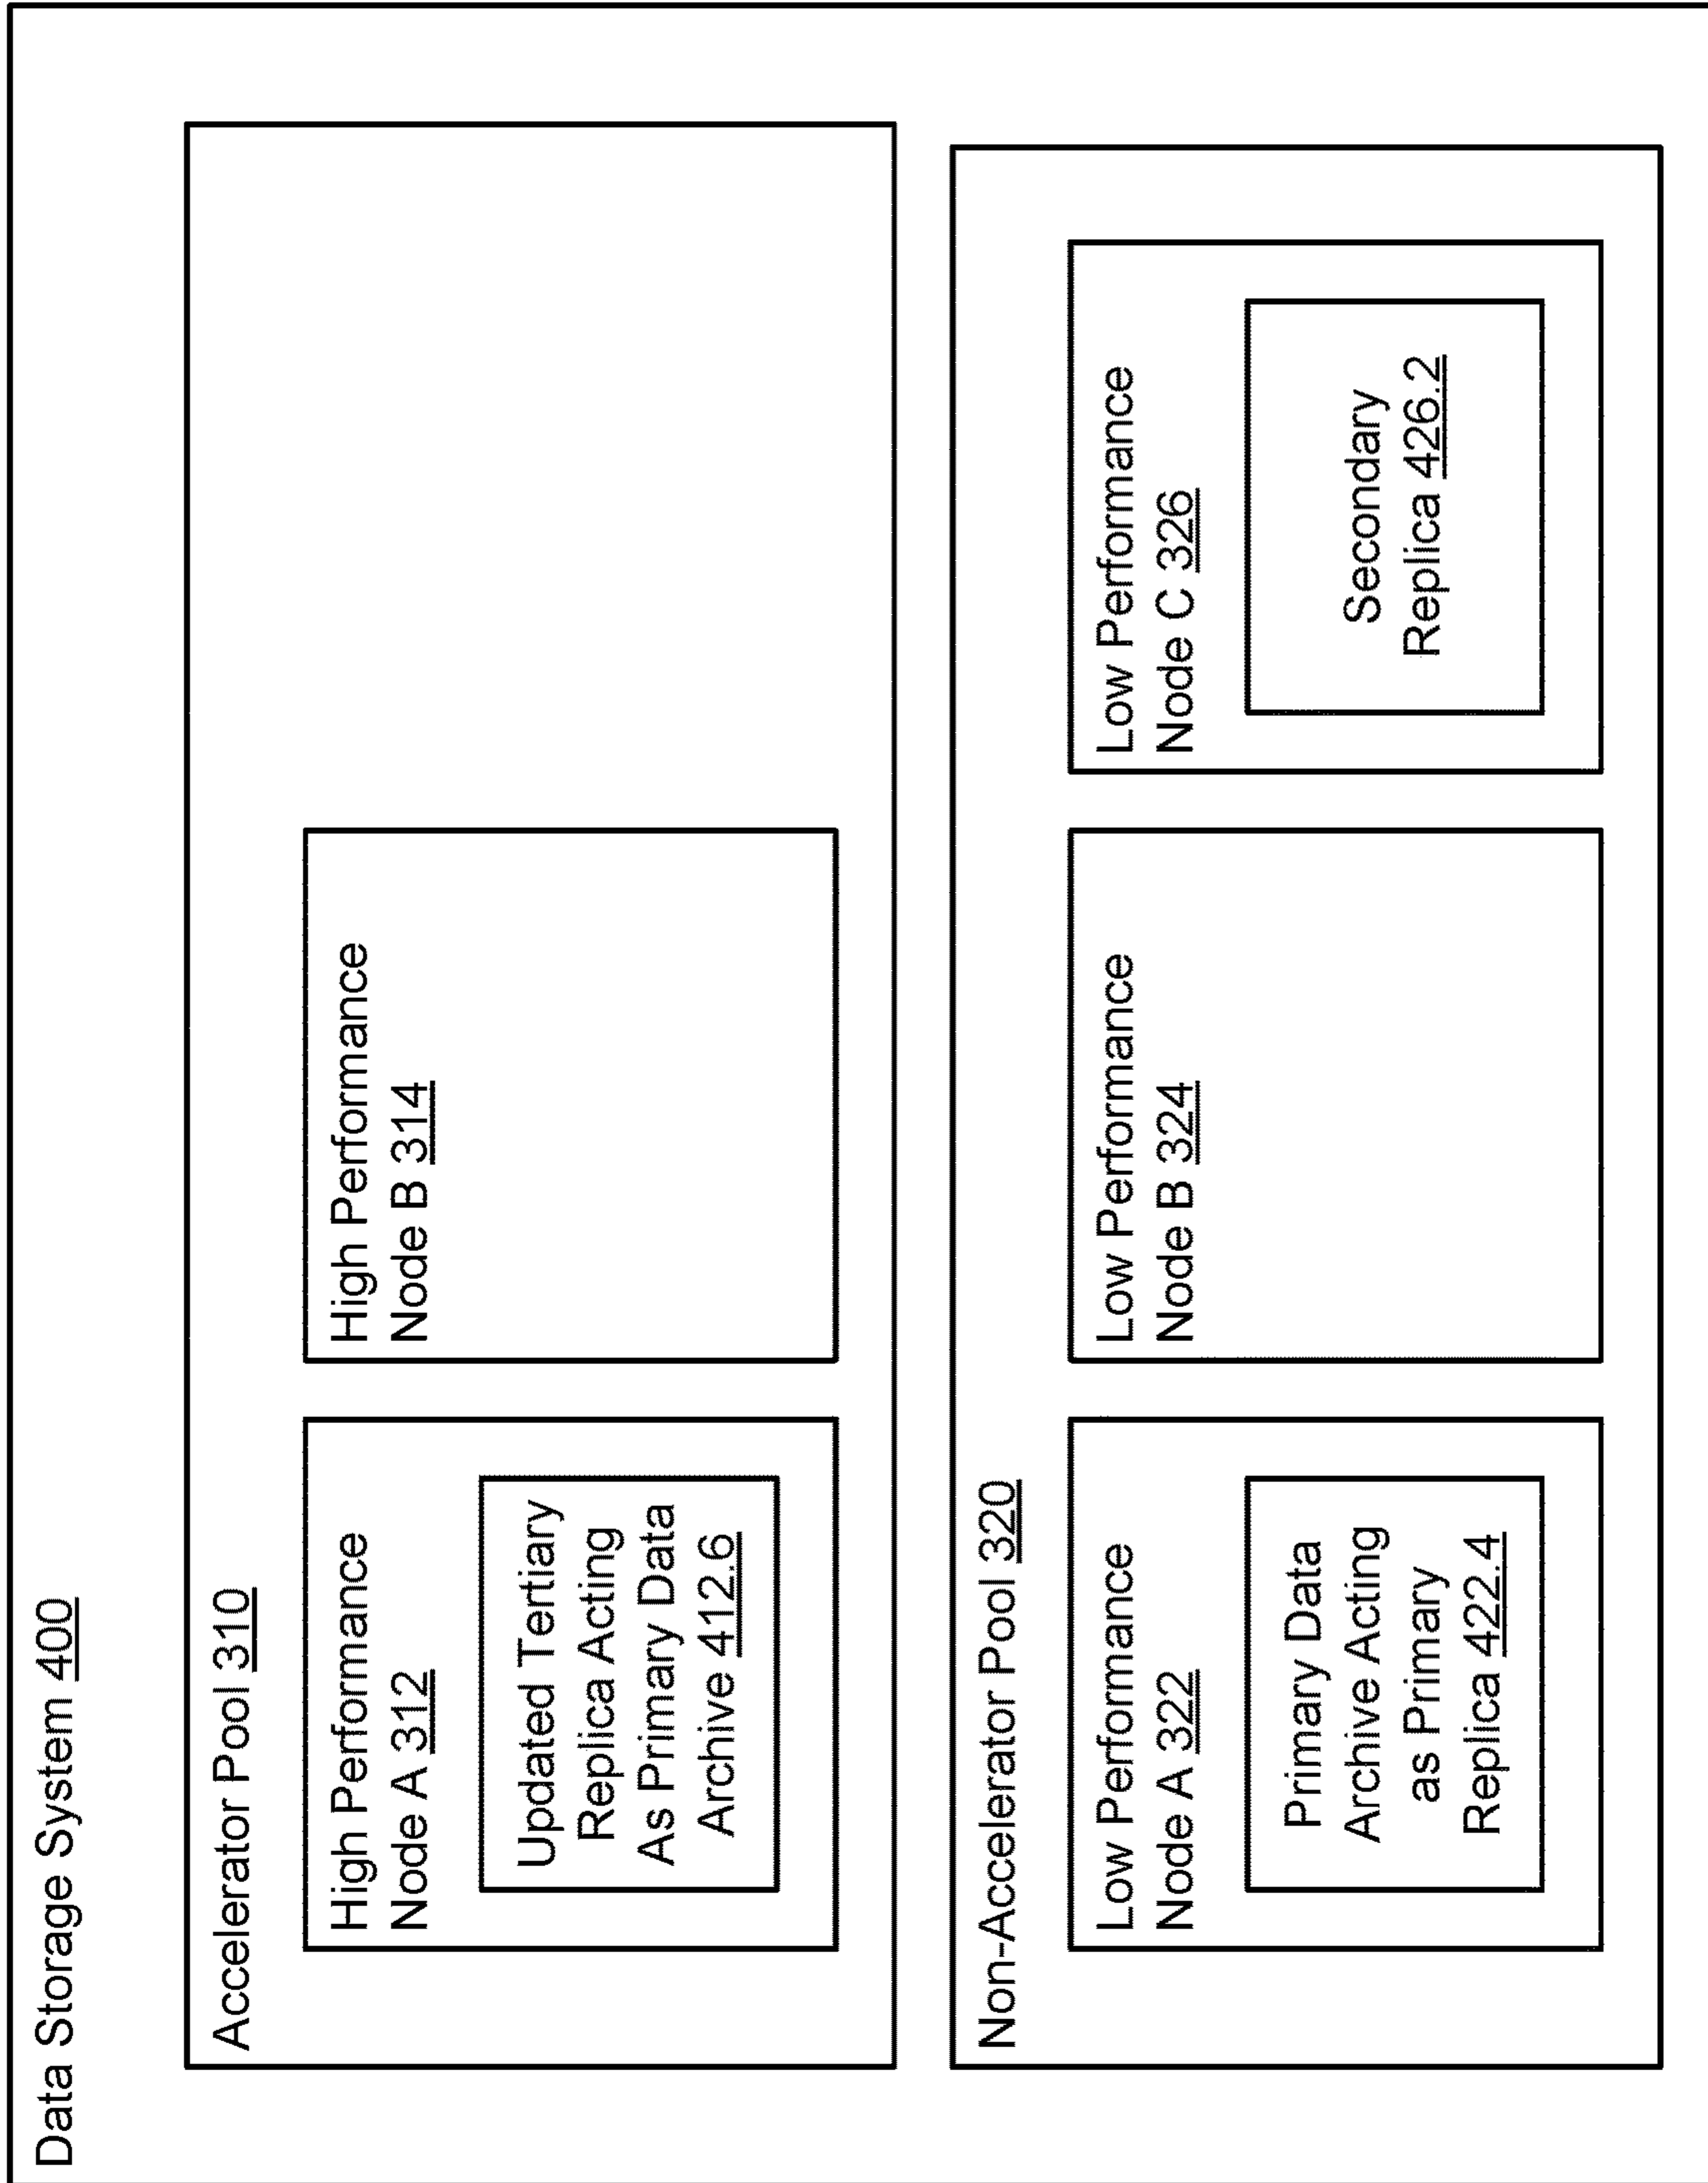 Data Storage System 400
Accelerator Pool 310
High Performance
Node A 312
Updated Tertiary
Replica Acting
As Primary Data
Archive 412.6
High Performance
Node B 314
Non-Accelerator Pool 320
Low Performance
Node A 322
Primary Data
Archive Acting
as Primary
Replica 422.4
Low Performance
Node B 324
Low Performance
Node C 326
Secondary
Replica 426.2